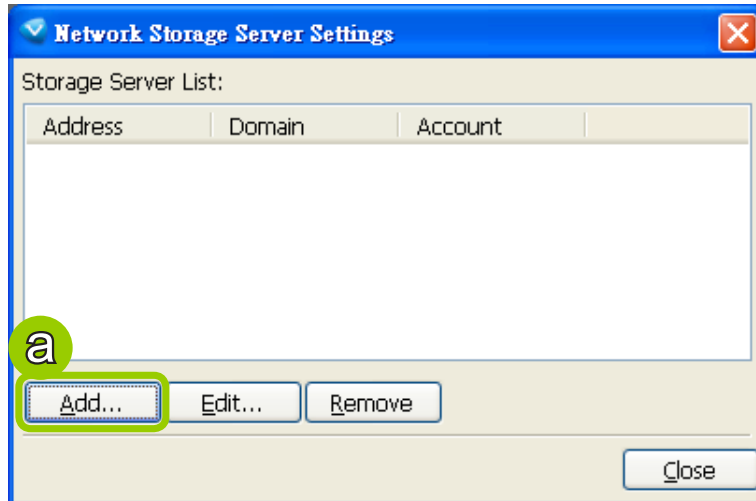 Network Storage Server Settings
Storage Server List:
Address Domain Account
a
Add... Edit... Remove
Close